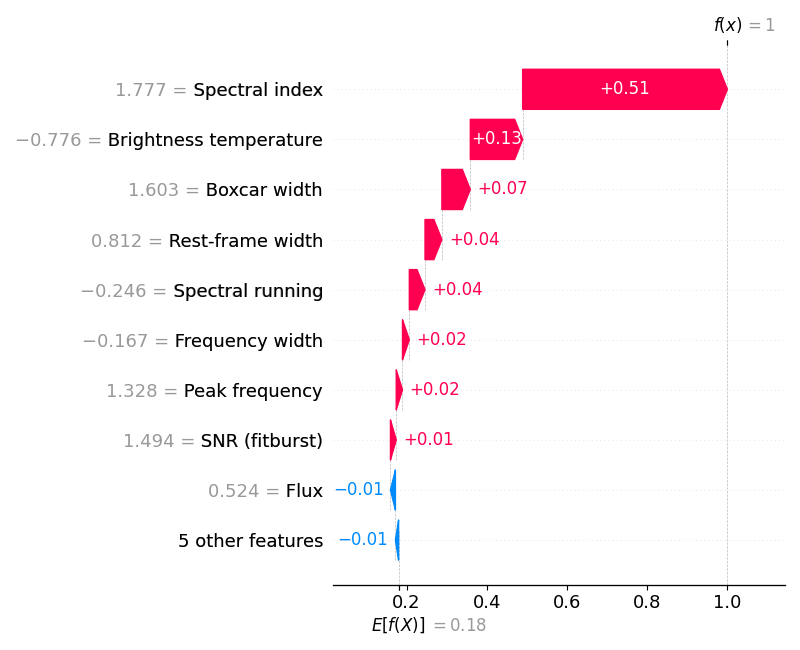 f(x) = 1
1.777 = Spectral index +0.51
−0.776 = Brightness temperature +0.13
1.603 = Boxcar width +0.07
0.812 = Rest-frame width +0.04
−0.246 = Spectral running +0.04
−0.167 = Frequency width +0.02
1.328 = Peak frequency +0.02
1.494 = SNR (fitburst) +0.01
0.524 = Flux −0.01
5 other features −0.01
0.2 0.4 0.6 0.8 1.0
E[f(X)] = 0.18